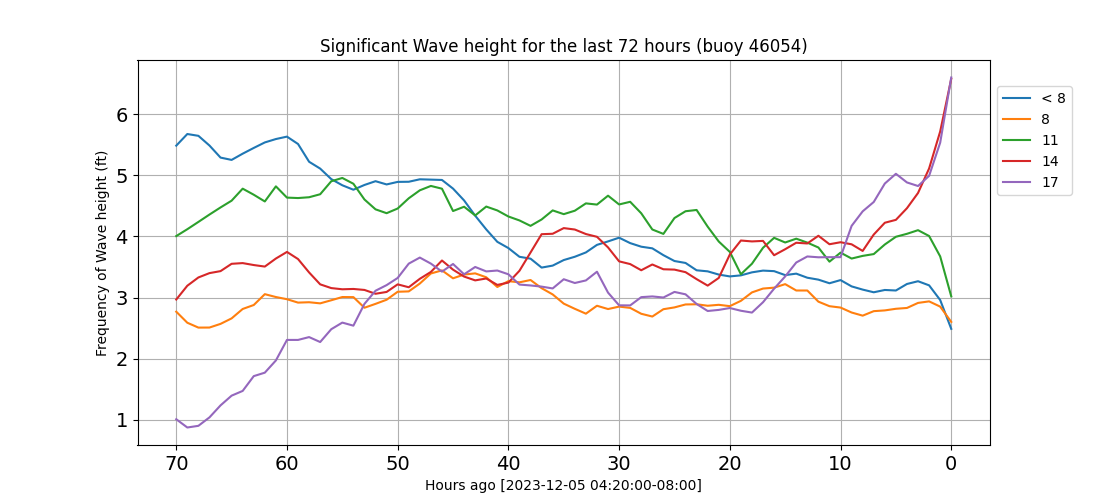 Significant Wave height for the last 72 hours (buoy 46054)
Frequency of Wave height (ft)
6
5
4
3
2
1
70 60 50 40 30 20 10 0
Hours ago [2023-12-05 04:20:00-08:00]
< 8
8
11
14
17